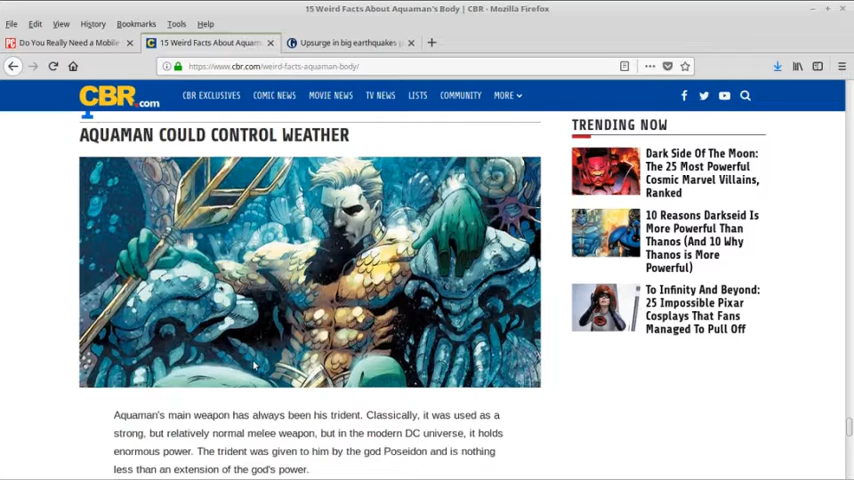 15 Weird Facts About Aquaman's Body | CBR - Mozilla Firefox
File Edit View History Bookmarks Tools Help
Do You Really Need a Mobile
15 Weird Facts About Aquaman
Upsurge in big earthquakes p
https://www.cbr.com/weird-facts-aquaman-body/
CBR.com
CBR EXCLUSIVES COMIC NEWS MOVIE NEWS TV NEWS LISTS COMMUNITY MORE
AQUAMAN COULD CONTROL WEATHER
Aquaman's main weapon has always been his trident. Classically, it was used as a
strong, but relatively normal melee weapon, but in the modern DC universe, it holds
enormous power. The trident was given to him by the god Poseidon and is nothing
less than an extension of the god's power.
TRENDING NOW
Dark Side Of The Moon:
The 25 Most Powerful
Cosmic Marvel Villains,
Ranked
10 Reasons Darkseid Is
More Powerful Than
Thanos (And 10 Why
Thanos is More
Powerful)
To Infinity And Beyond:
25 Impossible Pixar
Cosplays That Fans
Managed To Pull Off